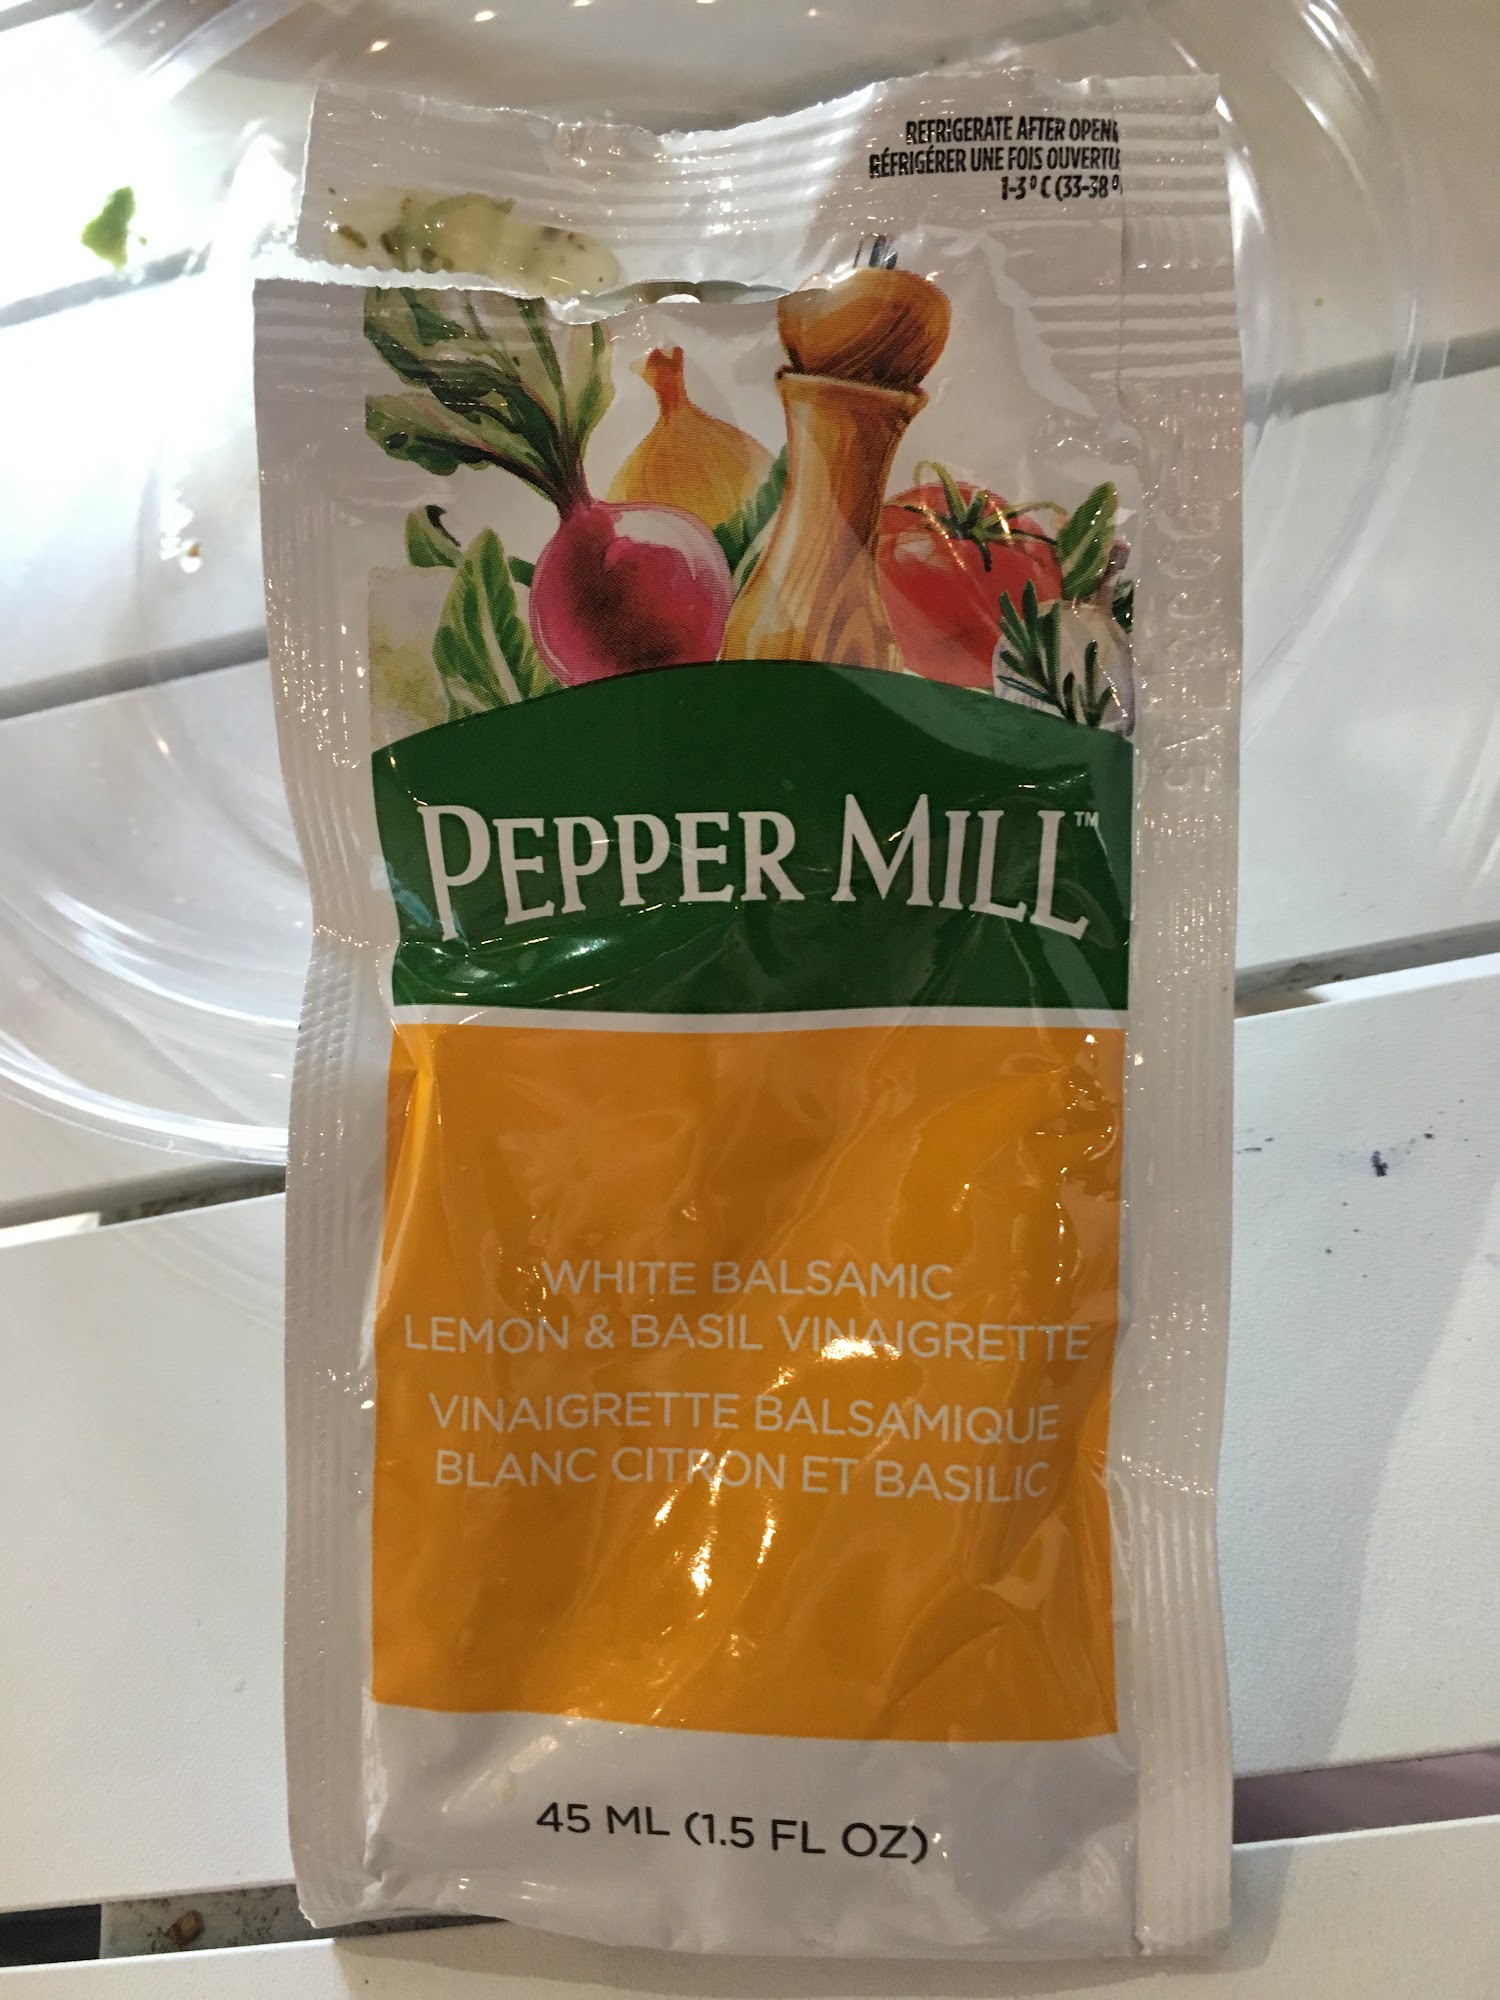 REFRIGERATE AFTER OPEN
RÉFRIGÉRER UNE FOIS OUVERTU
1-3°C (33-38°
PEPPER MILL™
WHITE BALSAMIC
LEMON & BASIL VINAIGRETTE
VINAIGRETTE BALSAMIQUE
BLANC CITRON ET BASILIC
45 ML (1.5 FL OZ)